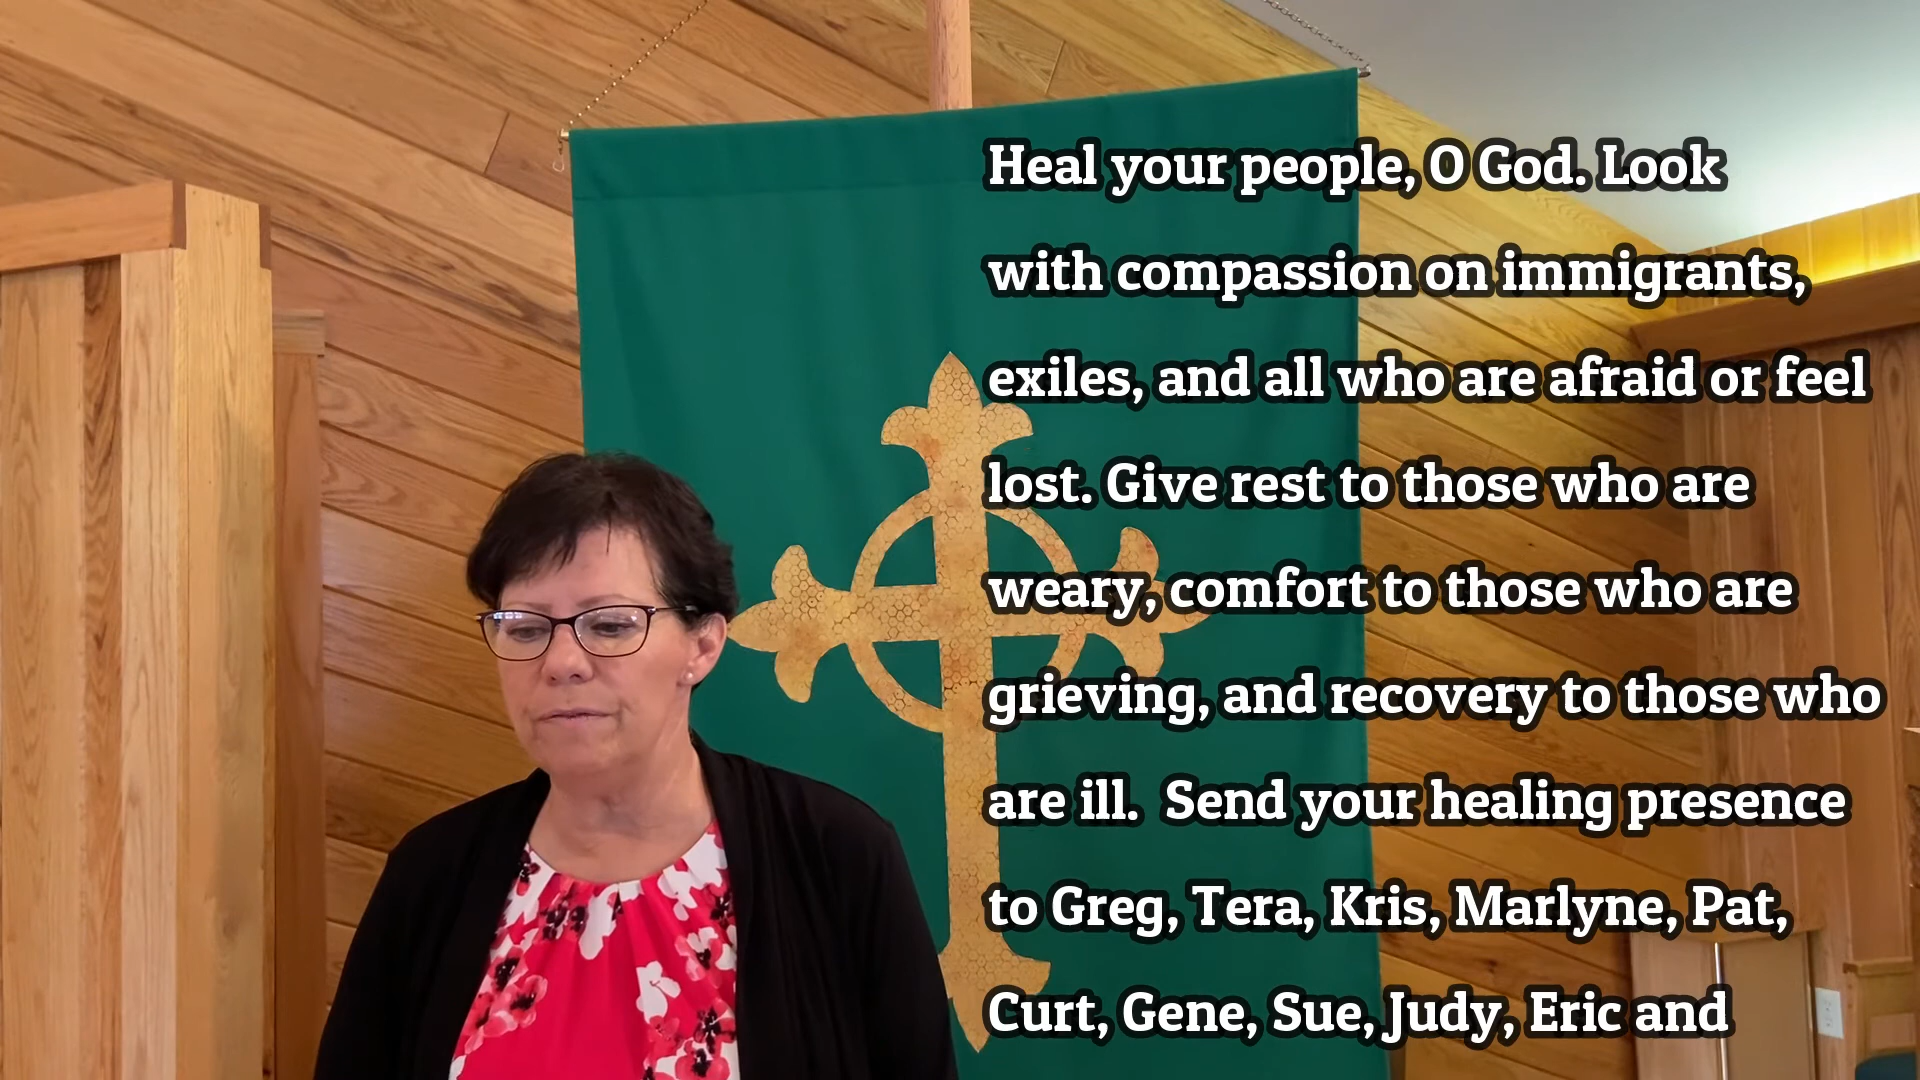 Heal your people, O God. Look
with compassion on immigrants,
exiles, and all who are afraid or feel
lost. Give rest to those who are
weary, comfort to those who are
grieving, and recovery to those who
are ill.  Send your healing presence
to Greg, Tera, Kris, Marlyne, Pat,
Curt, Gene, Sue, Judy, Eric and